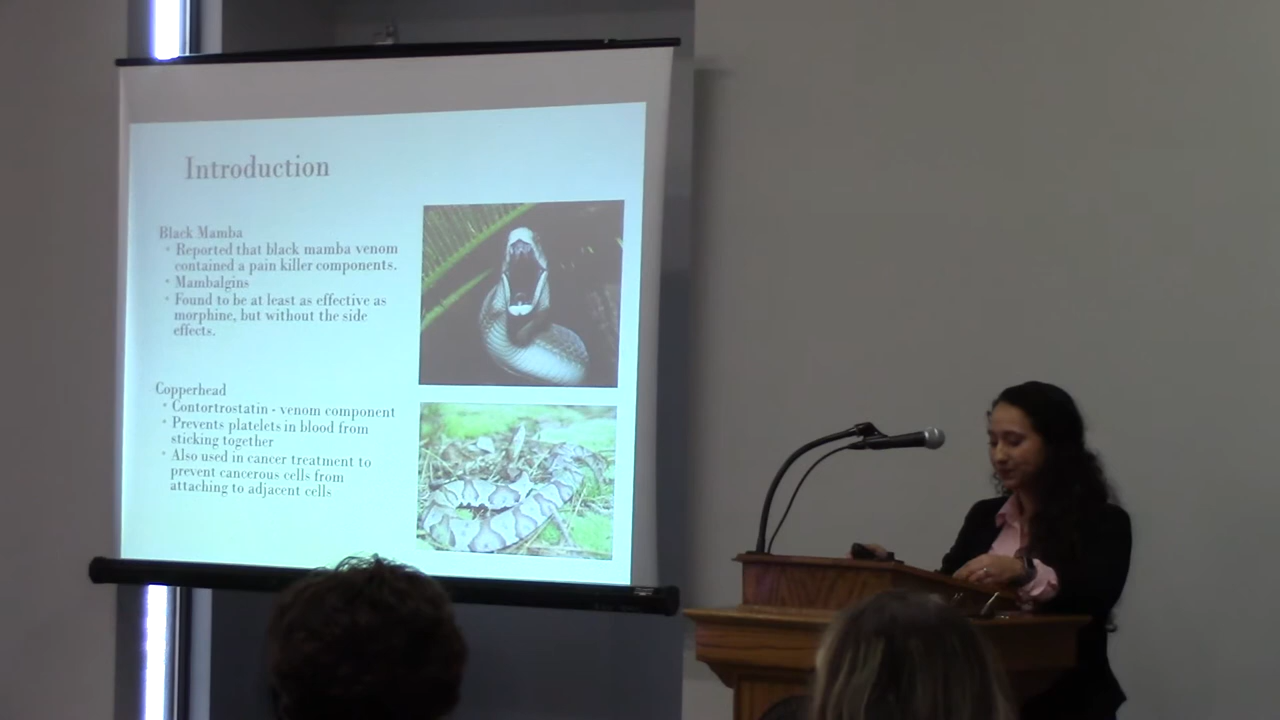 Introduction
Black Mamba
• Reported that black mamba venom
contained a pain killer components.
• Mambalgins
• Found to be at least as effective as
morphine, but without the side
effects.
Copperhead
• Contortrostatin - venom component
• Prevents platelets in blood from
sticking together
• Also used in cancer treatment to
prevent cancerous cells from
attaching to adjacent cells